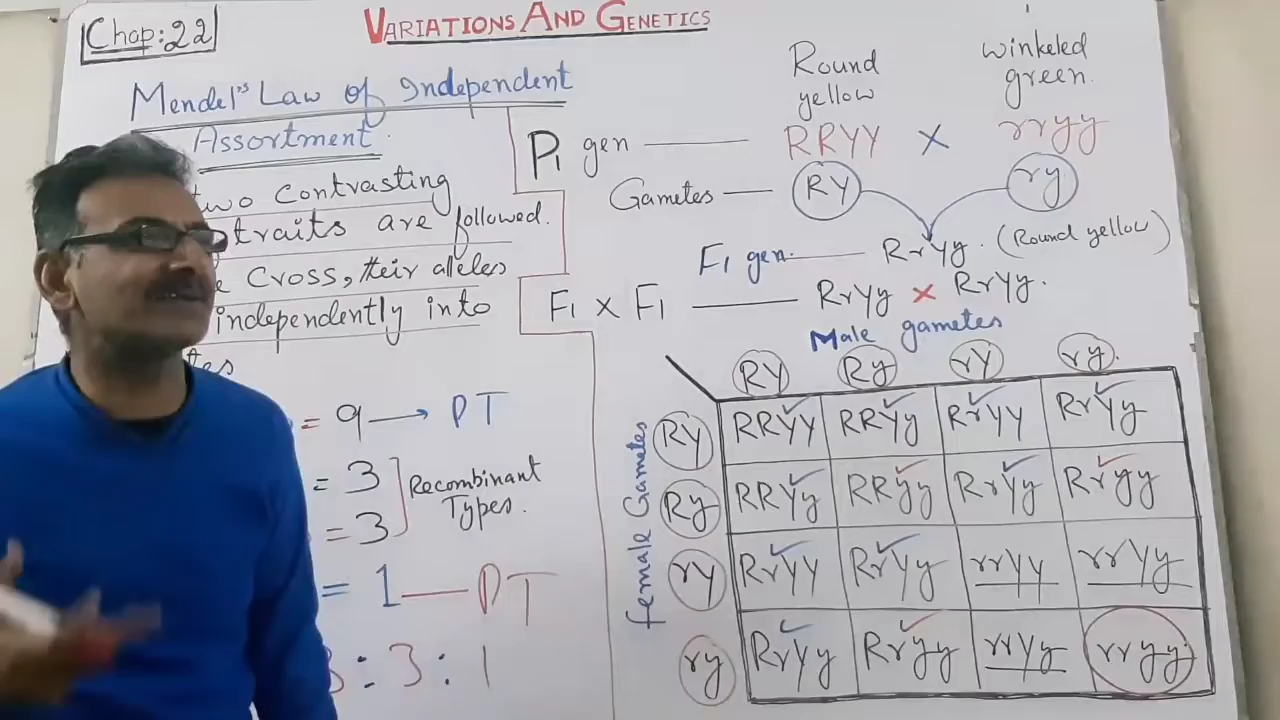 Chap: 22
VARIATIONS AND GENETICS
Mendel's Law of Independent
Assortment.
two contrasting
traits are followed.
Cross, their alleles
independently into
= 9 → PT
= 3
= 3
Recombinant
Types.
= 1 — PT
: 3 : 1
Round
yellow
winkeled
green.
P1 gen — RRYY × rryy
Gametes — RY ry
F1 gen. — RrYy. (Round yellow)
F1 × F1 — RrYy × RrYy.
Male gametes
RY Ry rY ry.
Female Gametes
RY RRYY RRYy RrYY RrYy
Ry RRYy RRyy RrYy Rryy
rY RrYY RrYy rrYY rrYy
ry RrYy Rryy rrYy rryy